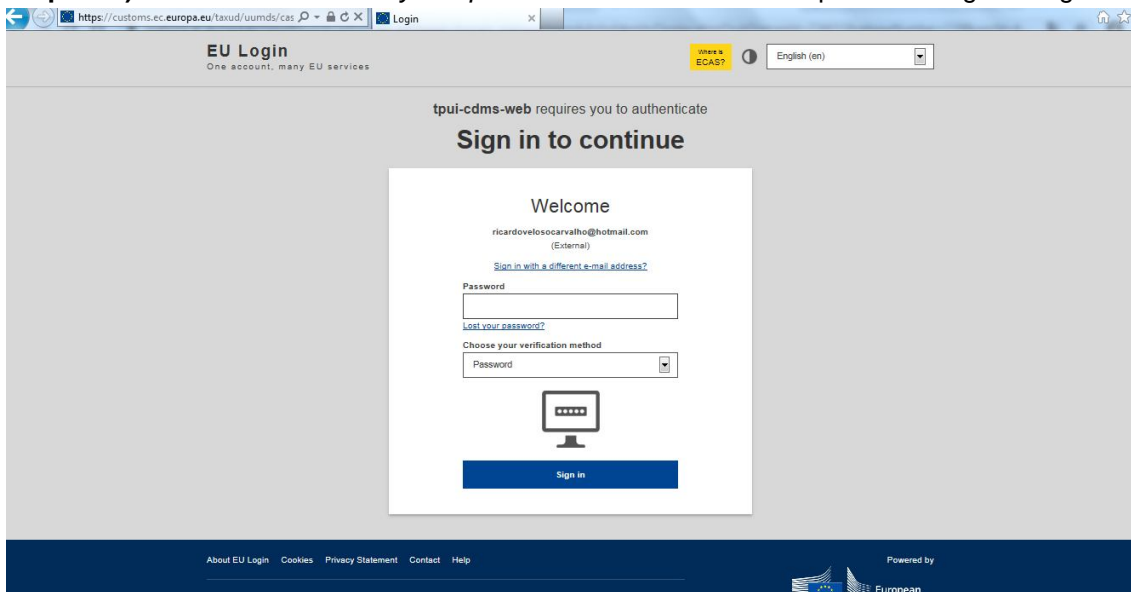 https://customs.ec.europa.eu/taxud/uumds/cas
Login
EU Login
One account, many EU services
Where is
ECAS?
English (en)
tpui-cdms-web requires you to authenticate
Sign in to continue
Welcome
ricardovelosocarvalho@hotmail.com
(External)
Sign in with a different e-mail address?
Password
Lost your password?
Choose your verification method
Password
Sign in
About EU Login Cookies Privacy Statement Contact Help
Powered by
European